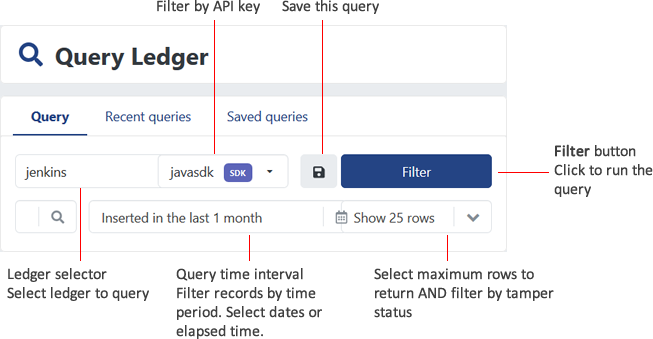 Filter by API key
Save this query
Query Ledger
Query
Recent queries
Saved queries
jenkins
javasdk SDK
Filter
Filter button
Click to run the
query
Inserted in the last 1 month
Show 25 rows
Ledger selector
Select ledger to query
Query time interval
Filter records by time
period. Select dates or
elapsed time.
Select maximum rows to
return AND filter by tamper
status